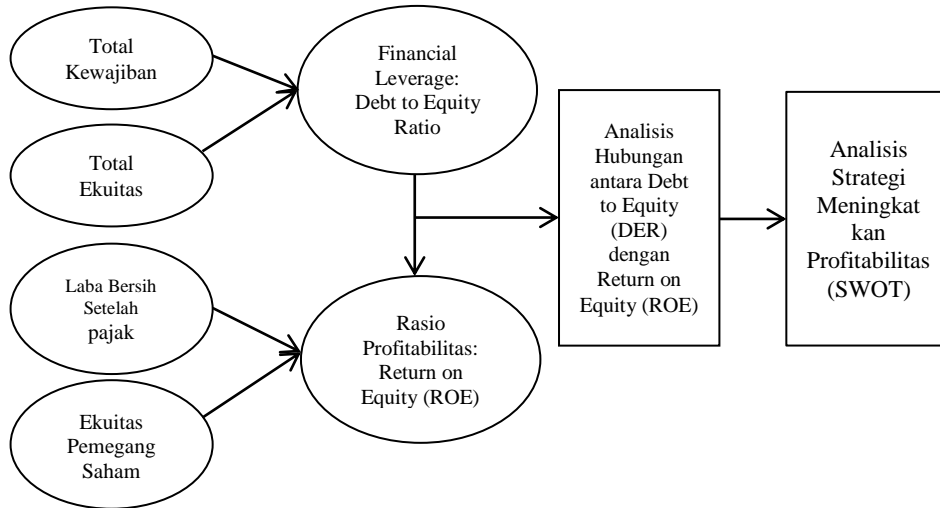 Total
Kewajiban
Total
Ekuitas
Laba Bersih
Setelah
pajak
Ekuitas
Pemegang
Saham
Financial
Leverage:
Debt to Equity
Ratio
Rasio
Profitabilitas:
Return on
Equity (ROE)
Analisis
Hubungan
antara Debt
to Equity
(DER)
dengan
Return on
Equity (ROE)
Analisis
Strategi
Meningkat
kan
Profitabilitas
(SWOT)